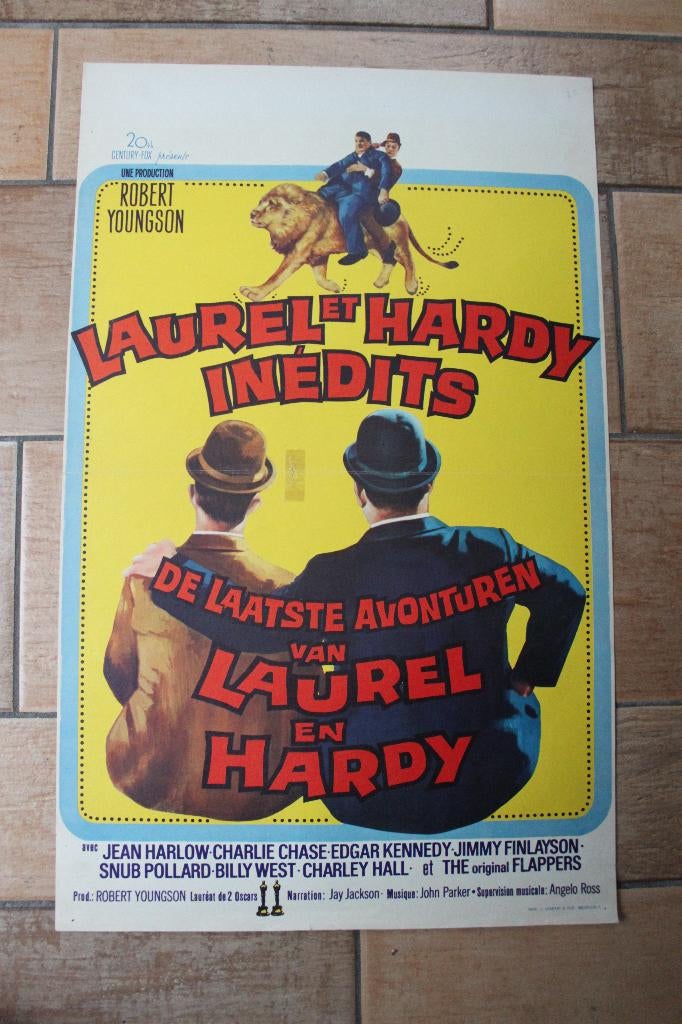 20th
CENTURY-FOX présente
UNE PRODUCTION
ROBERT
YOUNGSON
LAUREL ET HARDY
INÉDITS
DE LAATSTE AVONTUREN
VAN
LAUREL
EN
HARDY
avec JEAN HARLOW·CHARLIE CHASE·EDGAR KENNEDY·JIMMY FINLAYSON·
SNUB POLLARD·BILLY WEST·CHARLEY HALL· et THE original FLAPPERS
Prod.: ROBERT YOUNGSON Lauréat de 2 Oscars Narration: Jay Jackson· Musique: John Parker• Supervision musicale: Angelo Ross